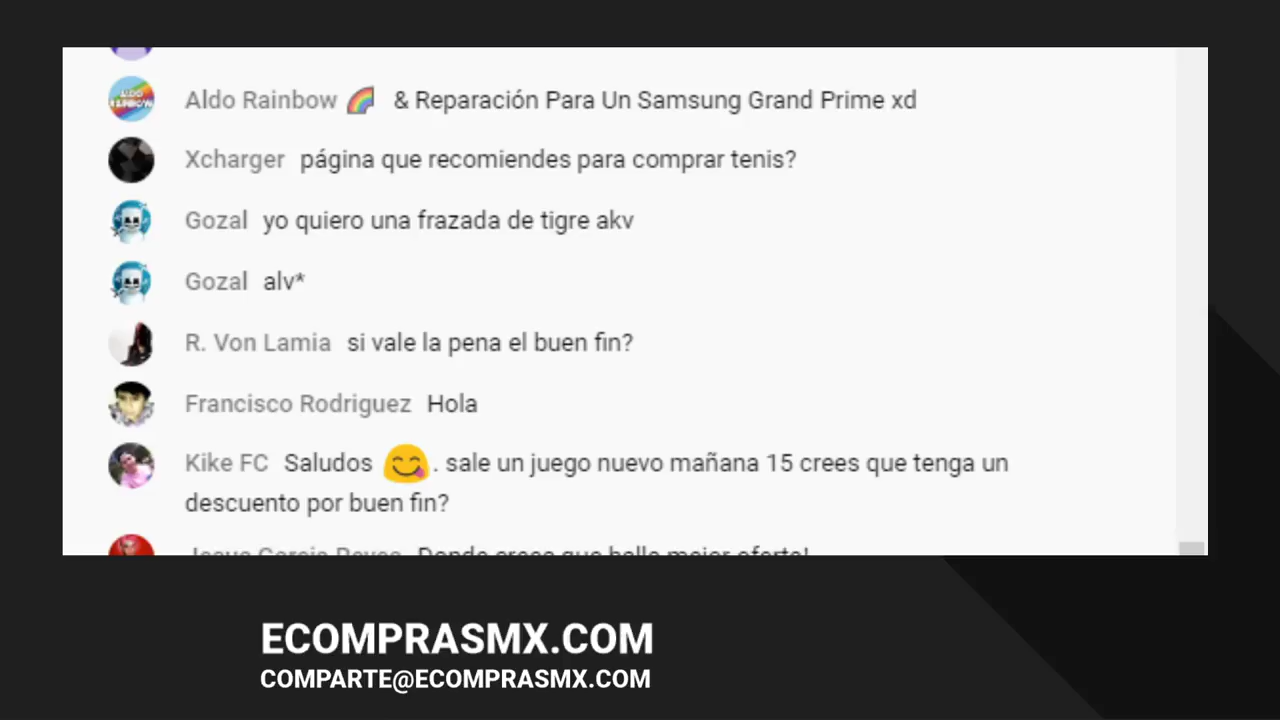 Aldo Rainbow 🌈 & Reparación Para Un Samsung Grand Prime xd
Xcharger página que recomiendes para comprar tenis?
Gozal yo quiero una frazada de tigre akv
Gozal alv*
R. Von Lamia si vale la pena el buen fin?
Francisco Rodriguez Hola
Kike FC Saludos 😋. sale un juego nuevo mañana 15 crees que tenga un
descuento por buen fin?
ECOMPRASMX.COM
COMPARTE@ECOMPRASMX.COM